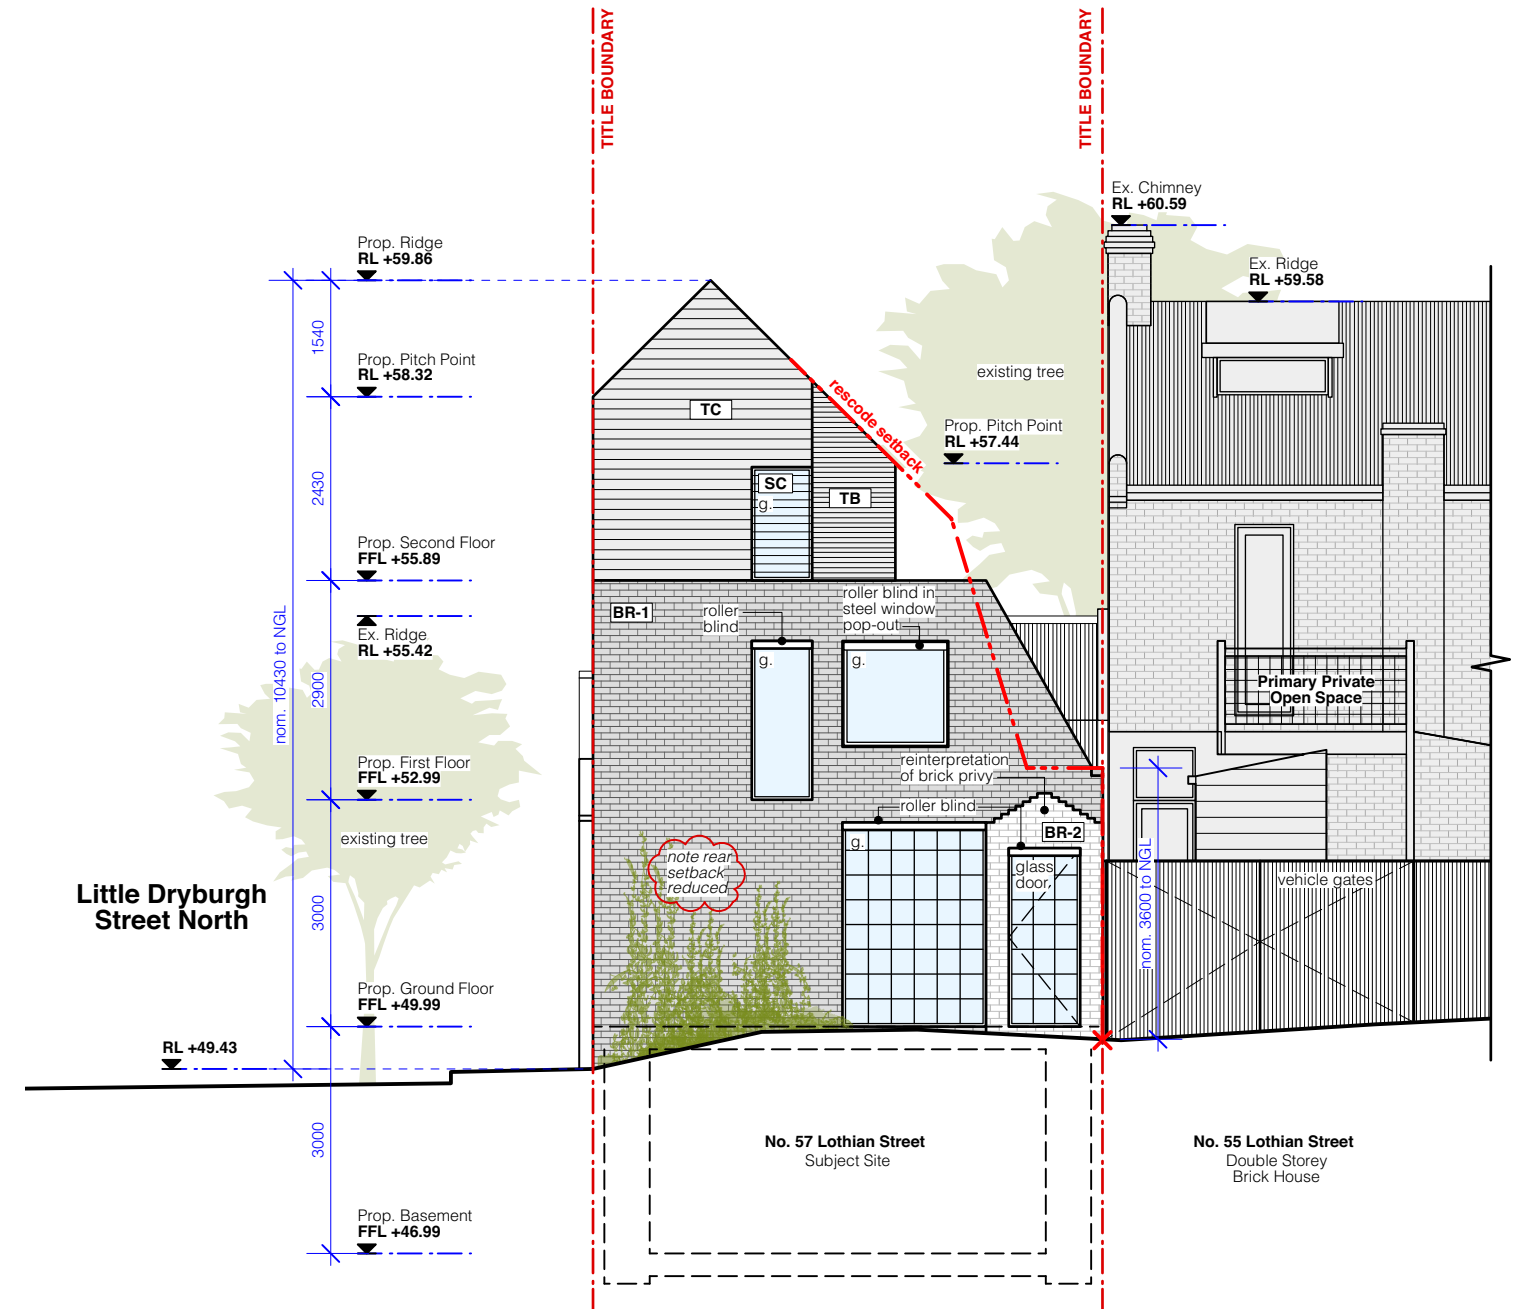 TITLE BOUNDARY
TITLE BOUNDARY
Ex. Chimney
RL +60.59
Prop. Ridge
RL +59.86
Ex. Ridge
RL +59.58
1540
Prop. Pitch Point
RL +58.32
existing tree
rescode setback
TC
Prop. Pitch Point
RL +57.44
2430
SC
g.
TB
Prop. Second Floor
FFL +55.89
roller blind in
steel window
pop-out
BR-1
roller
blind
Ex. Ridge
RL +55.42
g.
g.
nom. 10430 to NGL
2900
Primary Private
Open Space
Prop. First Floor
FFL +52.99
reinterpretation
of brick privy
roller blind
BR-2
existing tree
g.
note rear
setback
reduced
glass
door
vehicle gates
nom. 3600 to NGL
Little Dryburgh
Street North
3000
Prop. Ground Floor
FFL +49.99
RL +49.43
3000
No. 57 Lothian Street
Subject Site
No. 55 Lothian Street
Double Storey
Brick House
Prop. Basement
FFL +46.99